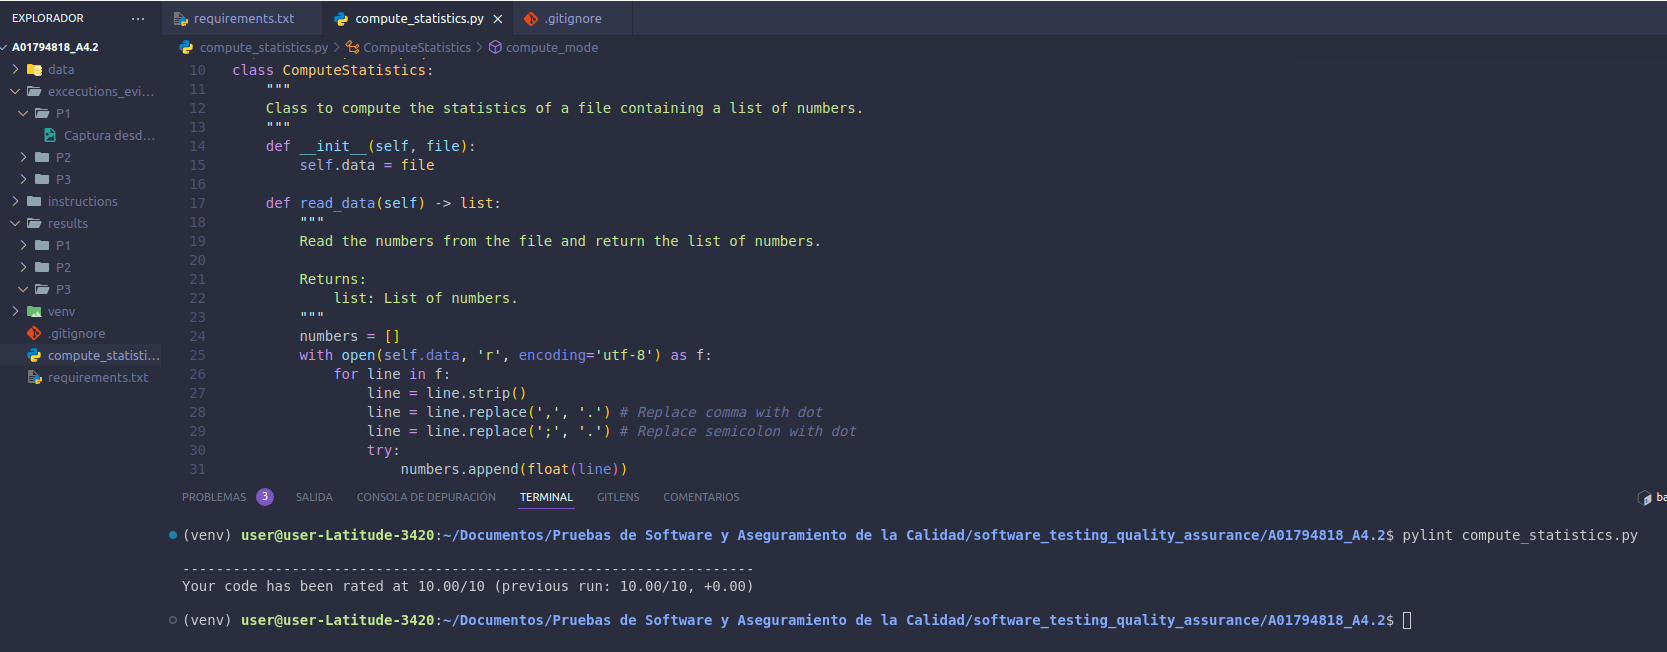 EXPLORADOR ...
requirements.txt compute_statistics.py .gitignore
A01794818_A4.2
data
excecutions_evi...
P1
Captura desd...
P2
P3
instructions
results
P1
P2
P3
venv
.gitignore
compute_statisti...
requirements.txt
compute_statistics.py > ComputeStatistics > compute_mode
10 class ComputeStatistics:
11 """
12 Class to compute the statistics of a file containing a list of numbers.
13 """
14 def __init__(self, file):
15 self.data = file
16
17 def read_data(self) -> list:
18 """
19 Read the numbers from the file and return the list of numbers.
20
21 Returns:
22 list: List of numbers.
23 """
24 numbers = []
25 with open(self.data, 'r', encoding='utf-8') as f:
26 for line in f:
27 line = line.strip()
28 line = line.replace(',', '.') # Replace comma with dot
29 line = line.replace(';', '.') # Replace semicolon with dot
30 try:
31 numbers.append(float(line))
PROBLEMAS 3 SALIDA CONSOLA DE DEPURACIÓN TERMINAL GITLENS COMENTARIOS ba
(venv) user@user-Latitude-3420:~/Documentos/Pruebas de Software y Aseguramiento de la Calidad/software_testing_quality_assurance/A01794818_A4.2$ pylint compute_statistics.py
--------------------------------------------------------------------
Your code has been rated at 10.00/10 (previous run: 10.00/10, +0.00)
(venv) user@user-Latitude-3420:~/Documentos/Pruebas de Software y Aseguramiento de la Calidad/software_testing_quality_assurance/A01794818_A4.2$